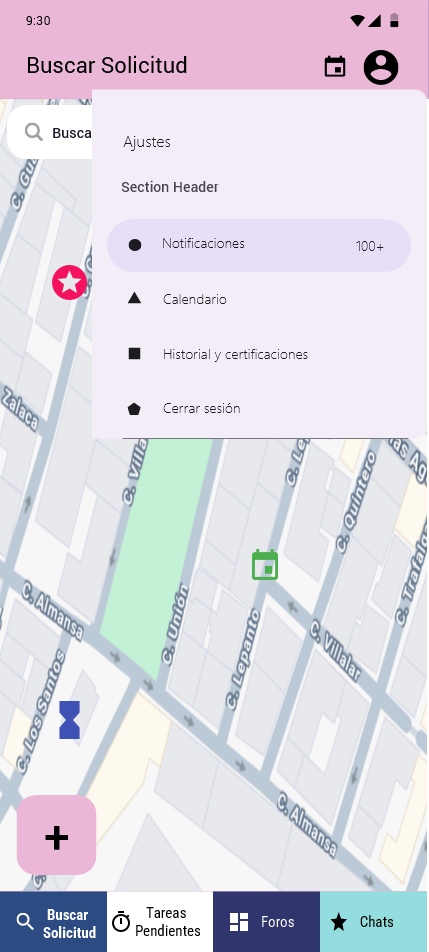 9:30
Buscar Solicitud
Busca
Ajustes
Section Header
Notificaciones 100+
Calendario
Historial y certificaciones
Cerrar sesión
Zalaca
C. Villa
C. Le
C. Quintero
C. Trafalg
C. Almansa
C. Unión
C. Lepanto
C. Villalar
C. Los Santos
C. Almansa
+
Buscar
Solicitud
Tareas
Pendientes
Foros
Chats